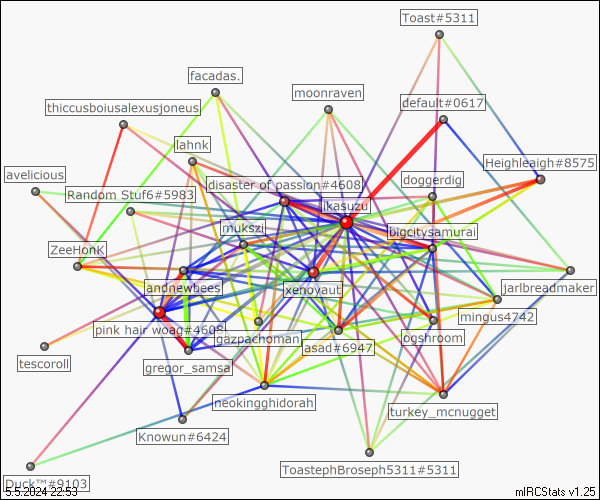 Toast#5311
facadas.
moonraven
thiccusboiusalexusjoneus
default#0617
lahnk
Heighleaigh#8575
avelicious
doggerdig
disaster of passion#4608
Random Stuf6#5983
ikasuzu
mukszi
bigcitysamurai
ZeeHonk
andnewbees
xenovaut
jarlbreadmaker
mingus4742
pink hair woag#4608
gazpachoman
asad#6947
ogshroom
tescoroll
gregor_samsa
neokingghidorah
turkey_mcnugget
Knowun#6424
ToastephBroseph5311#5311
Duck™#9103
5.5.2024 22:53
mIRCStats v1.25